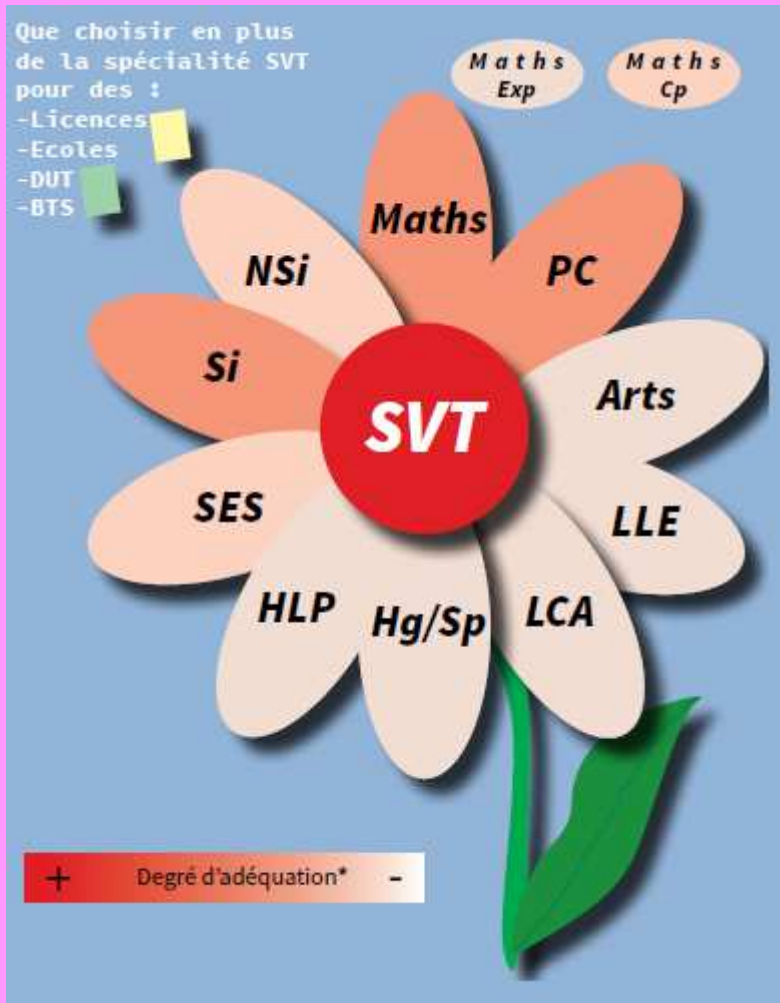 Que choisir en plus
de la spécialité SVT
pour des :
-Licences
-Ecoles
-DUT
-BTS
Maths
Exp
Maths
Cp
Maths
NSi
PC
Si
Arts
SVT
SES
LLE
HLP
Hg/Sp
LCA
+ Degré d'adéquation* -